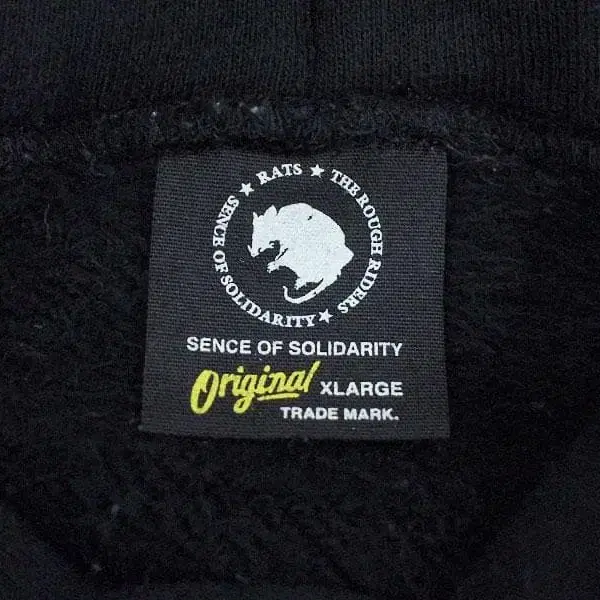 ★ RATS ★ THE ROUGH RIDERS ★ SENCE OF SOLIDARITY
SENCE OF SOLIDARITY
Original XLARGE
TRADE MARK.